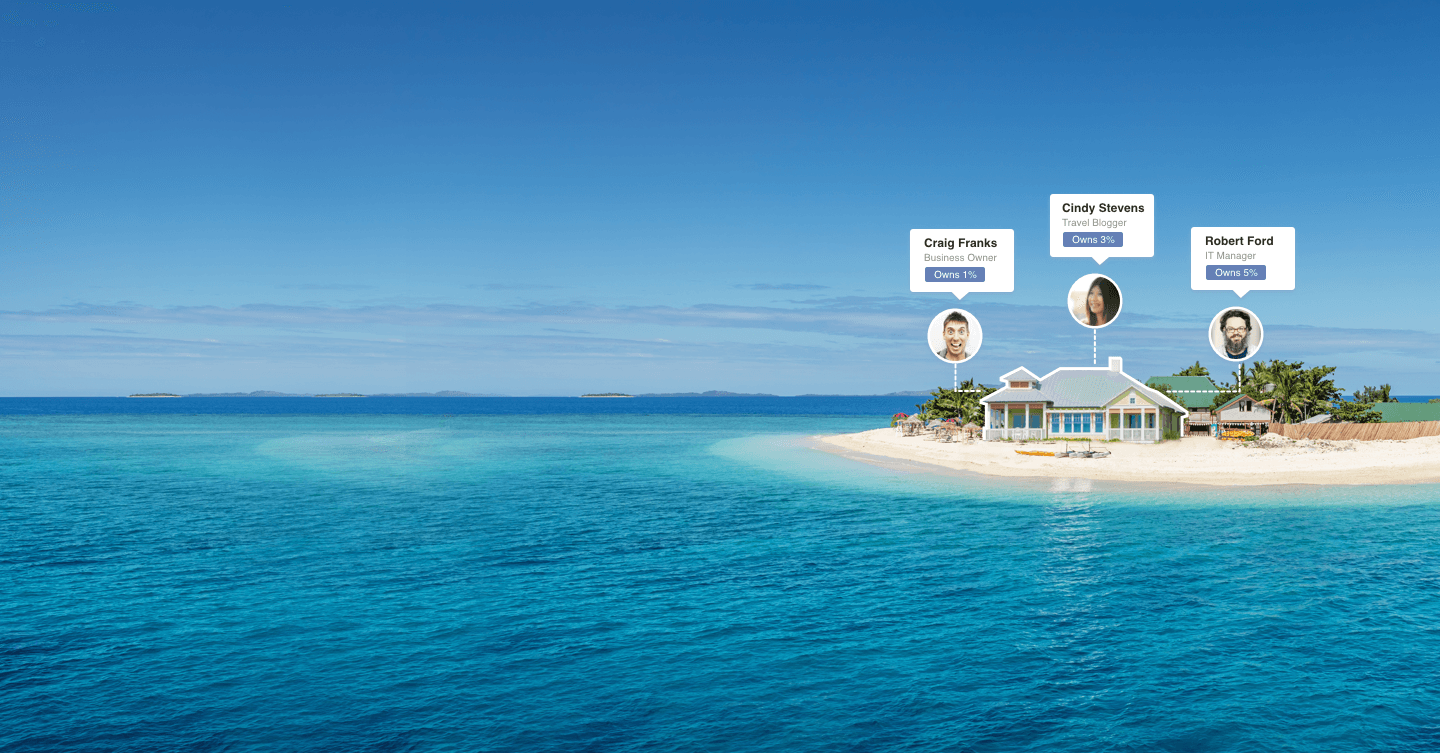 Cindy Stevens
Travel Blogger
Owns 3%
Craig Franks
Business Owner
Owns 1%
Robert Ford
IT Manager
Owns 5%